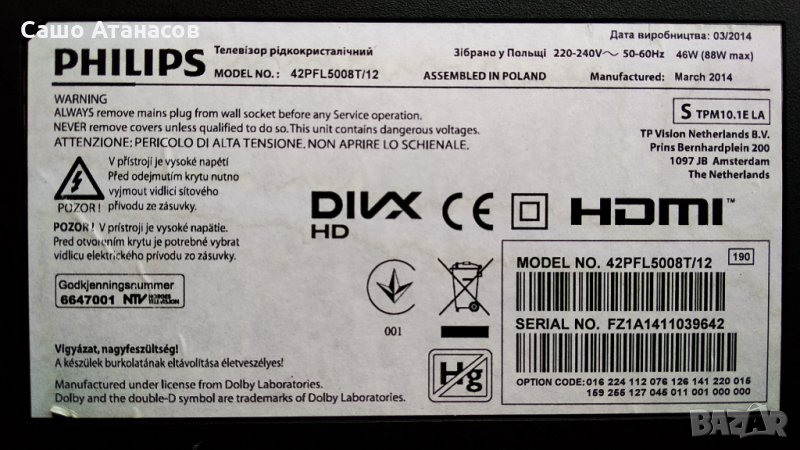 Сашо Атанасов
Дата виробництва: 03/2014
PHILIPS
Телевізор рідкокристалічний
Зібрано у Польщі 220-240V～ 50-60Hz 46W (88W max)
MODEL NO.: 42PFL5008T/12
ASSEMBLED IN POLAND
Manufactured: March 2014
WARNING
ALWAYS remove mains plug from wall socket before any Service operation.
NEVER remove covers unless qualified to do so. This unit contains dangerous voltages.
ATTENZIONE: PERICOLO DI ALTA TENSIONE. NON APRIRE LO SCHIENALE.
S TPM10.1E LA
TP Vision Netherlands B.V.
Prins Bernhardplein 200
1097 JB Amsterdam
The Netherlands
V přístroji je vysoké napětí
Před odejmutím krytu nutno
vyjmout vidlici síťového
přívodu ze zásuvky.
POZOR !
POZOR ! V prístroji je vysoké napätie.
Pred otvorením krytu je potrebné vybrat
vidlicu elektrického prívodu zo zásuvky.
DIVX
HD
CE
HDMI™
Godkjenningsnummer
6647001 NTV NORGES TELEVISJON
001
MODEL NO. 42PFL5008T/12
190
SERIAL NO. FZ1A1411039642
OPTION CODE: 016 224 112 076 126 141 220 015
159 255 127 045 011 001 000 000
Vigyázat, nagyfeszültség!
A készülek burkolatának eltávolítása életveszélyes!
Hg
Manufactured under license from Dolby Laboratories.
Dolby and the double-D symbol are trademarks of Dolby Laboratories.
BAZAR